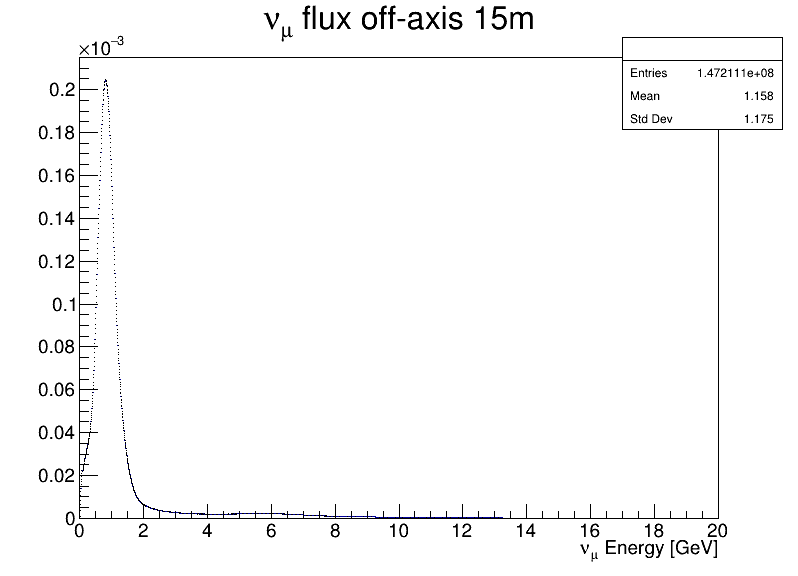 ν_μ flux off-axis 15m
×10⁻³
Entries 1.472111e+08
Mean 1.158
Std Dev 1.175
0.2
0.18
0.16
0.14
0.12
0.1
0.08
0.06
0.04
0.02
0
0 2 4 6 8 10 12 14 16 18 20
ν_μ Energy [GeV]